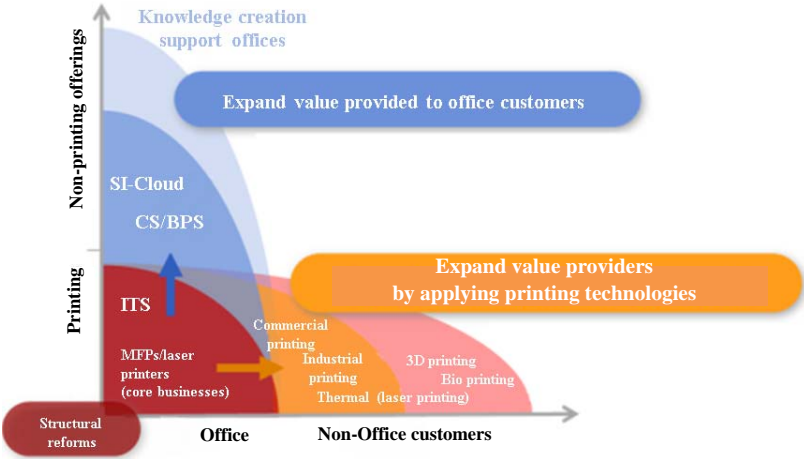 Knowledge creation
support offices
Non-printing offerings
Expand value provided to office customers
SI-Cloud
CS/BPS
Expand value providers
by applying printing technologies
Printing
ITS
Commercial
printing
MFPs/laser
printers
(core businesses)
Industrial
printing
3D printing
Bio printing
Thermal (laser printing)
Structural
reforms
Office
Non-Office customers